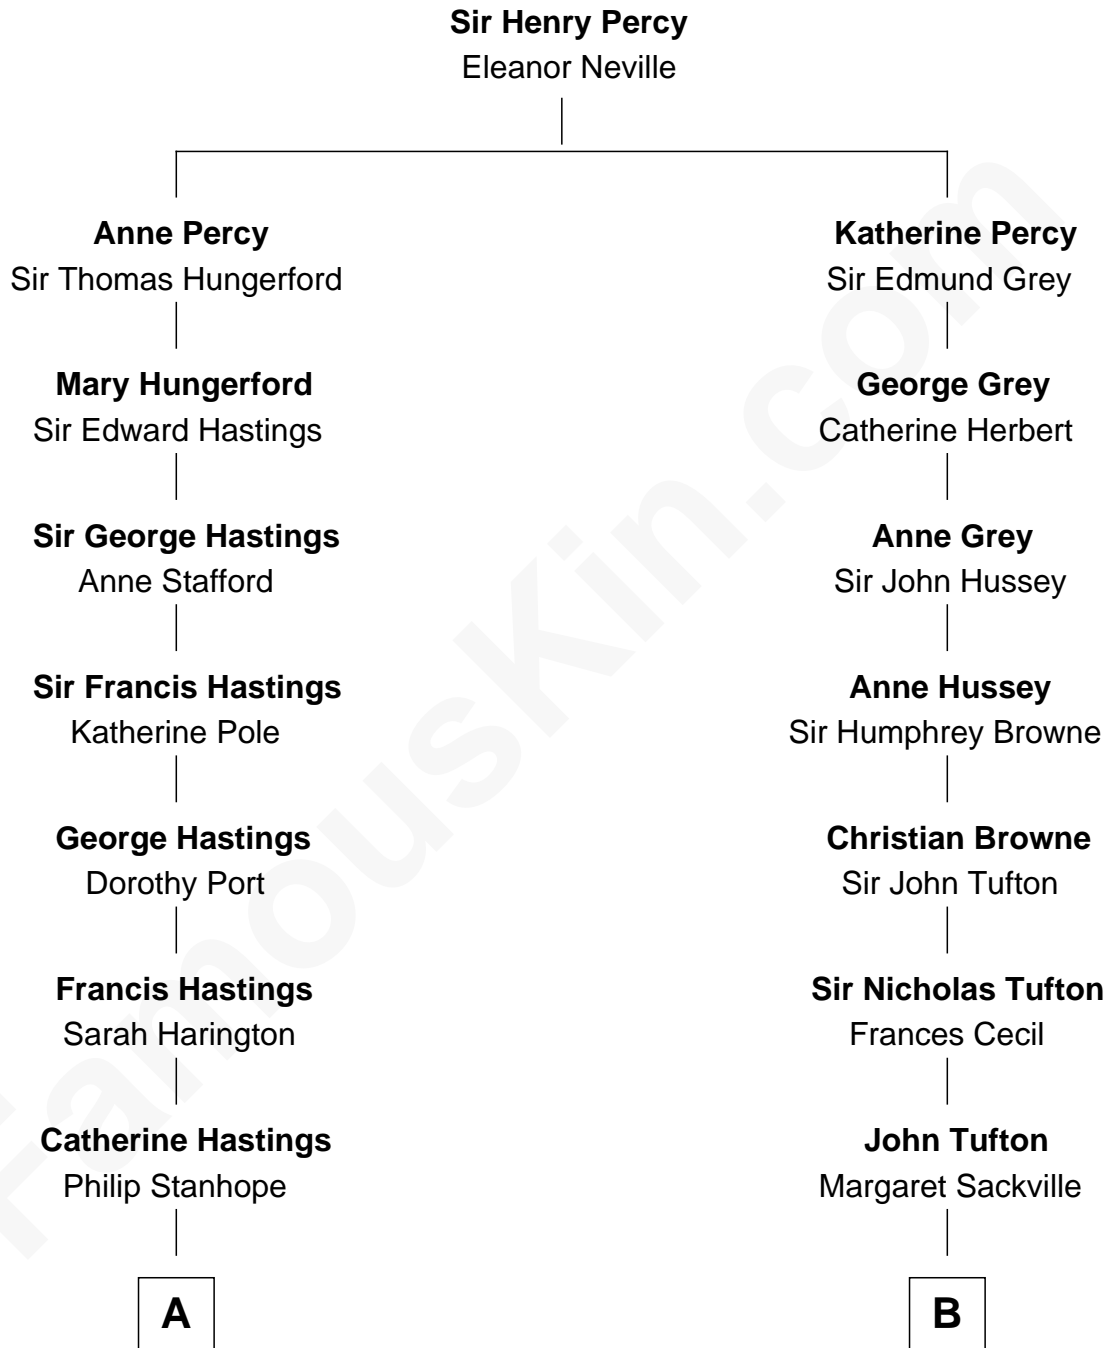 Sir Henry Percy
Eleanor Neville
Anne Percy
Sir Thomas Hungerford
Katherine Percy
Sir Edmund Grey
Mary Hungerford
Sir Edward Hastings
George Grey
Catherine Herbert
Sir George Hastings
Anne Stafford
Anne Grey
Sir John Hussey
Sir Francis Hastings
Katherine Pole
Anne Hussey
Sir Humphrey Browne
George Hastings
Dorothy Port
Christian Browne
Sir John Tufton
Francis Hastings
Sarah Harington
Sir Nicholas Tufton
Frances Cecil
Catherine Hastings
Philip Stanhope
John Tufton
Margaret Sackville
A
B
FamousKin.com